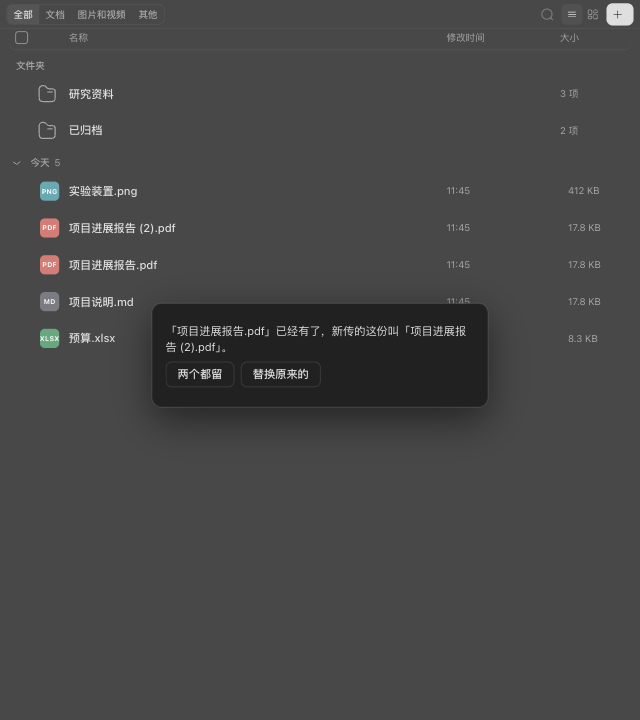 全部 文档 图片和视频 其他
名称 修改时间 大小
文件夹
研究资料 3 项
已归档 2 项
今天 5
PNG 实验装置.png 11:45 412 KB
PDF 项目进展报告 (2).pdf 11:45 17.8 KB
PDF 项目进展报告.pdf 11:45 17.8 KB
MD 项目说明.md 11:45 17.8 KB
XLSX 预算.xlsx 8.3 KB
「项目进展报告.pdf」已经有了，新传的这份叫「项目进展报
告 (2).pdf」。
两个都留 替换原来的